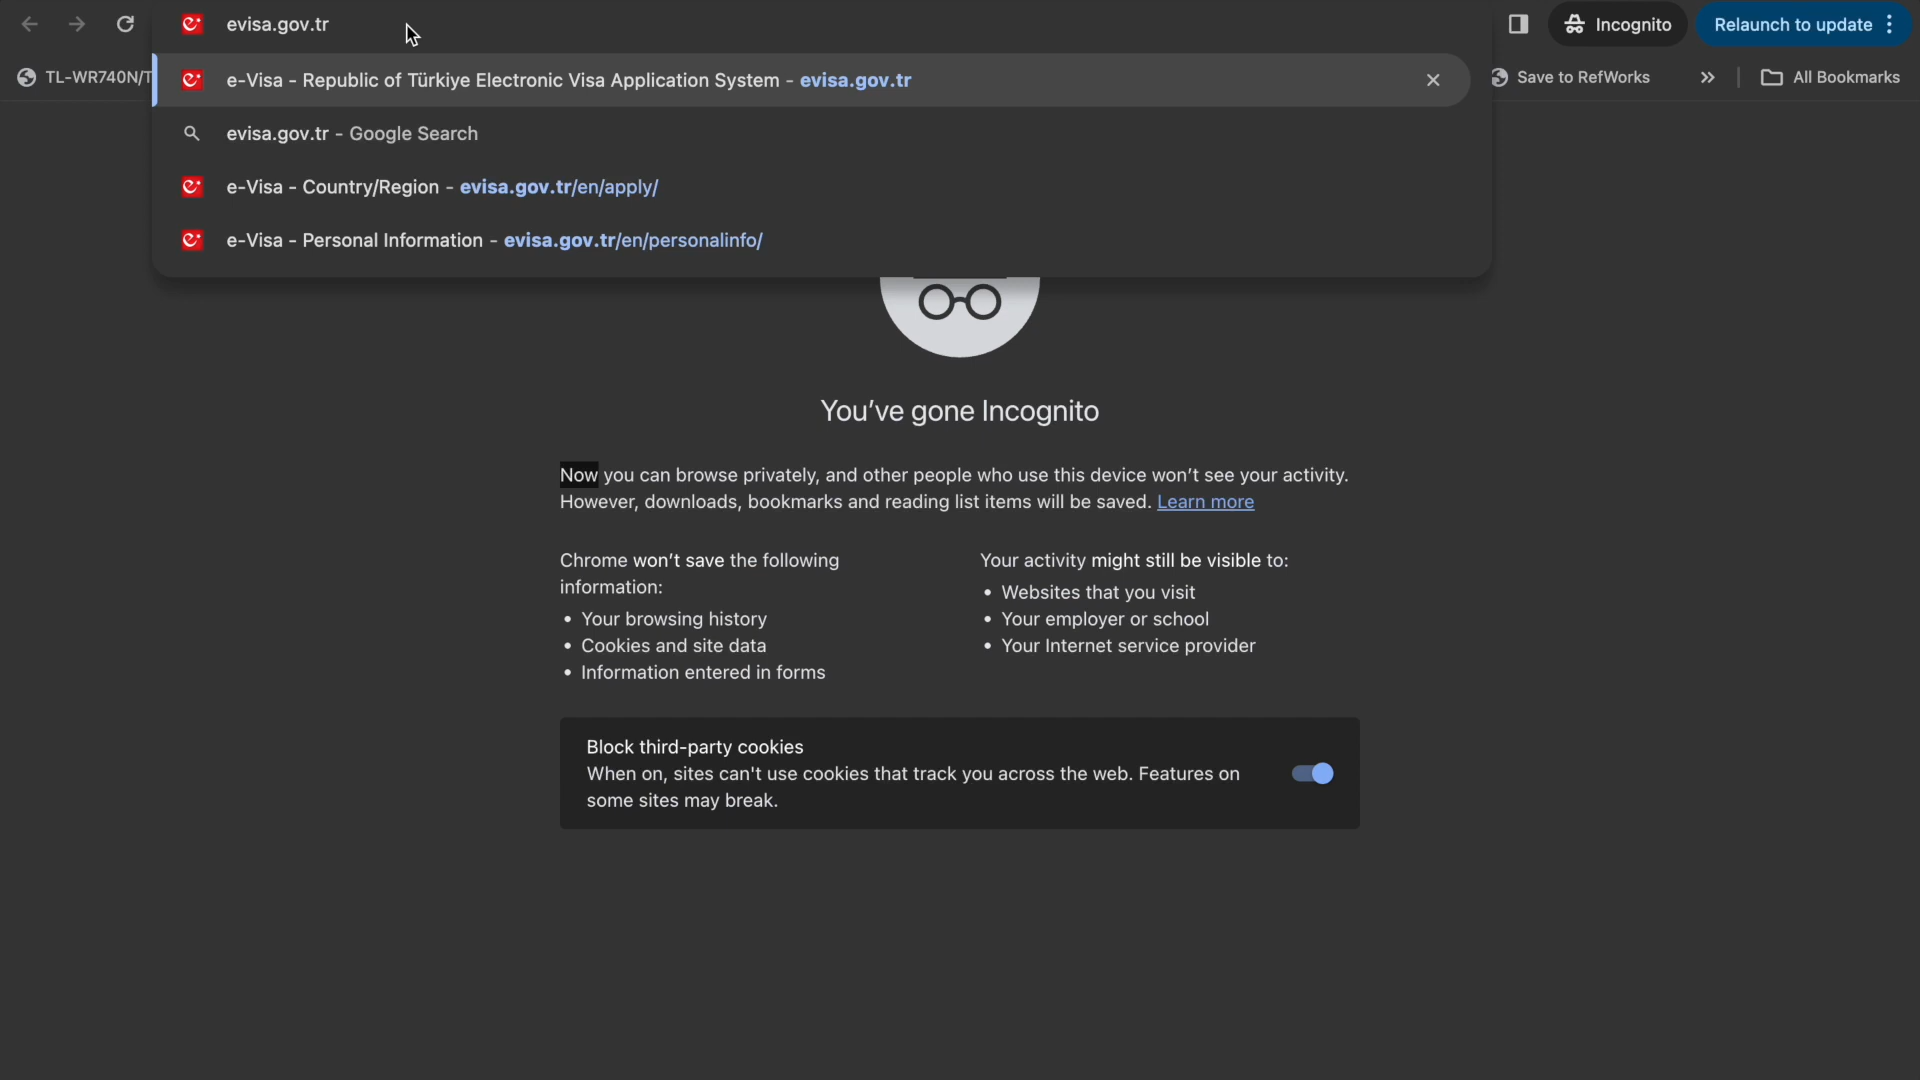 evisa.gov.tr
Incognito
Relaunch to update
TL-WR740N/T
e-Visa - Republic of Türkiye Electronic Visa Application System - evisa.gov.tr
Save to RefWorks
All Bookmarks
evisa.gov.tr - Google Search
e-Visa - Country/Region - evisa.gov.tr/en/apply/
e-Visa - Personal Information - evisa.gov.tr/en/personalinfo/
You've gone Incognito
Now you can browse privately, and other people who use this device won't see your activity.
However, downloads, bookmarks and reading list items will be saved. Learn more
Chrome won't save the following
information:
• Your browsing history
• Cookies and site data
• Information entered in forms
Your activity might still be visible to:
• Websites that you visit
• Your employer or school
• Your Internet service provider
Block third-party cookies
When on, sites can't use cookies that track you across the web. Features on
some sites may break.